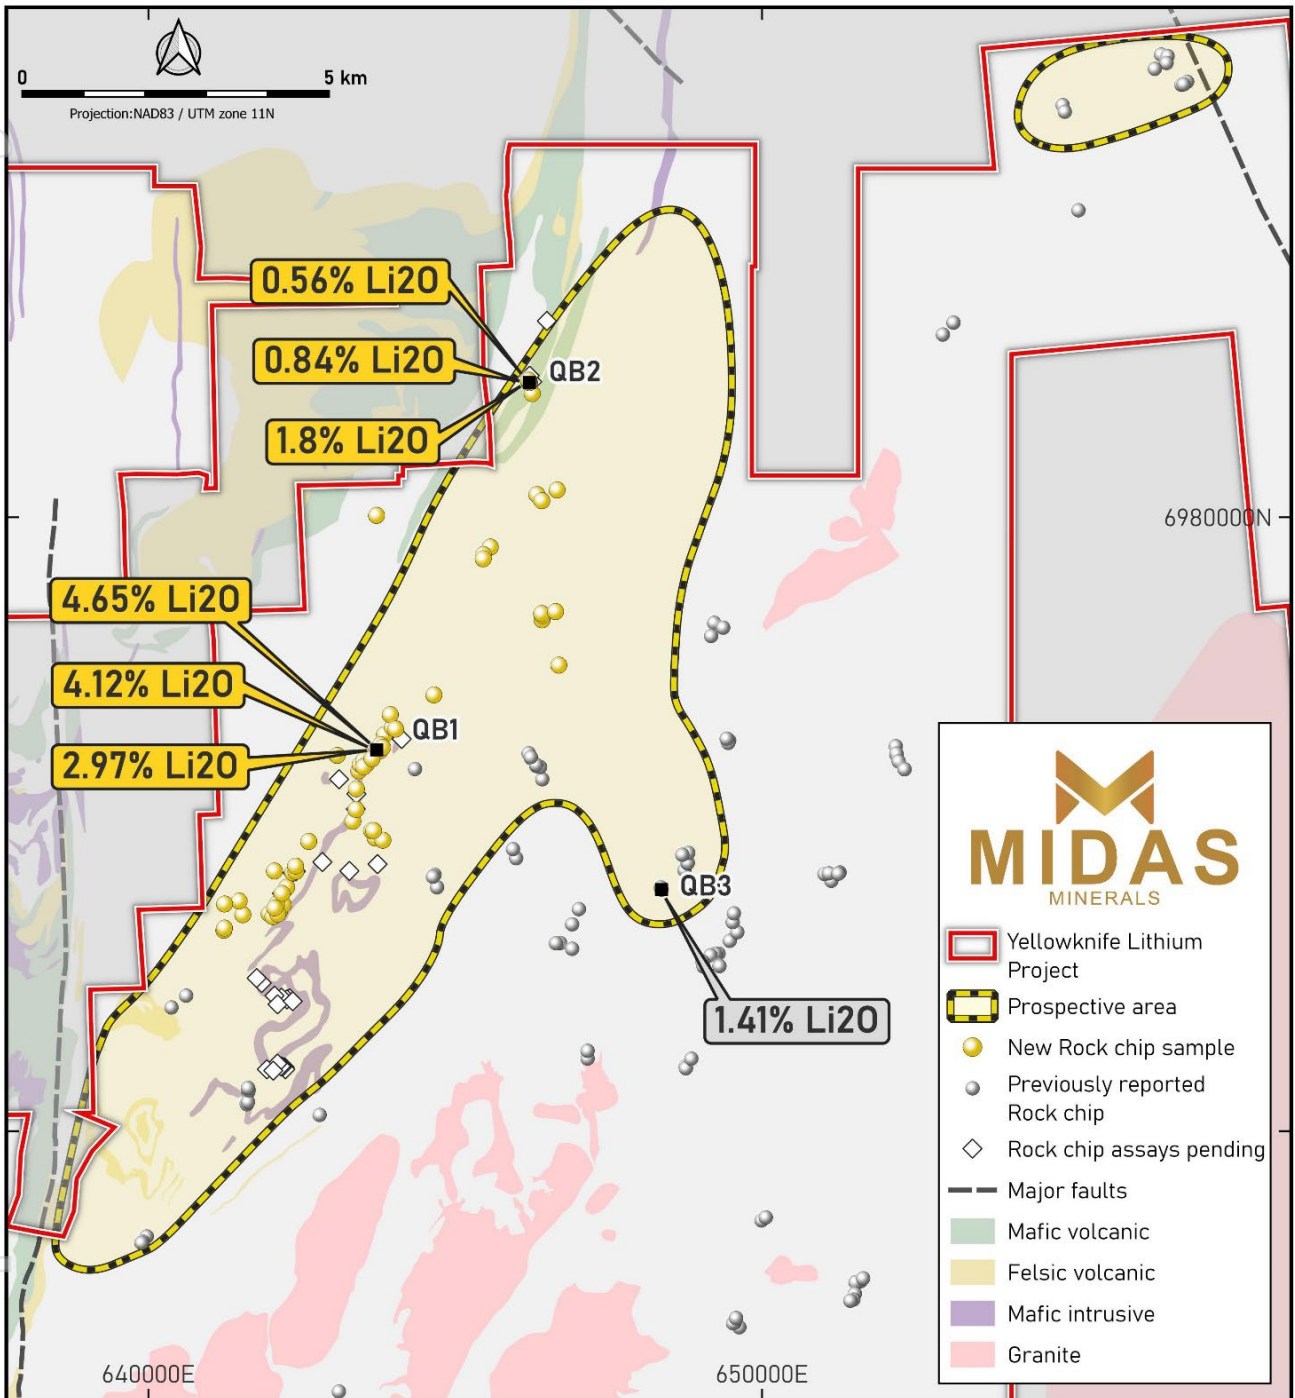 0 5 km
Projection:NAD83 / UTM zone 11N
0.56% Li2O
0.84% Li2O
QB2
1.8% Li2O
6980000N
4.65% Li2O
4.12% Li2O
QB1
2.97% Li2O
QB3
1.41% Li2O
640000E
650000E
MIDAS
MINERALS
Yellowknife Lithium
Project
Prospective area
New Rock chip sample
Previously reported
Rock chip
Rock chip assays pending
Major faults
Mafic volcanic
Felsic volcanic
Mafic intrusive
Granite